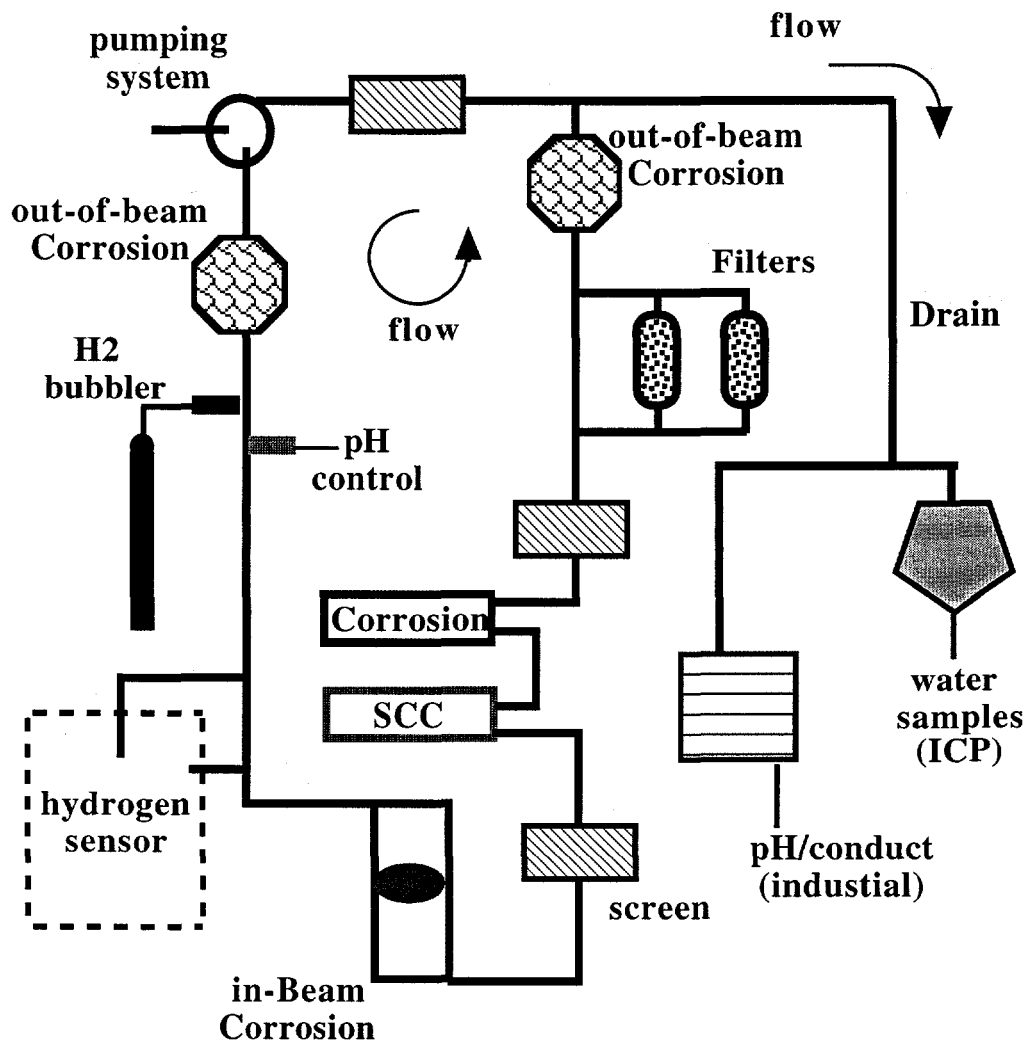 flow
pumping
system
out-of-beam
Corrosion
out-of-beam
Corrosion
Filters
flow
Drain
H2
bubbler
pH
control
Corrosion
SCC
water
samples
(ICP)
hydrogen
sensor
pH/conduct
(industial)
screen
in-Beam
Corrosion